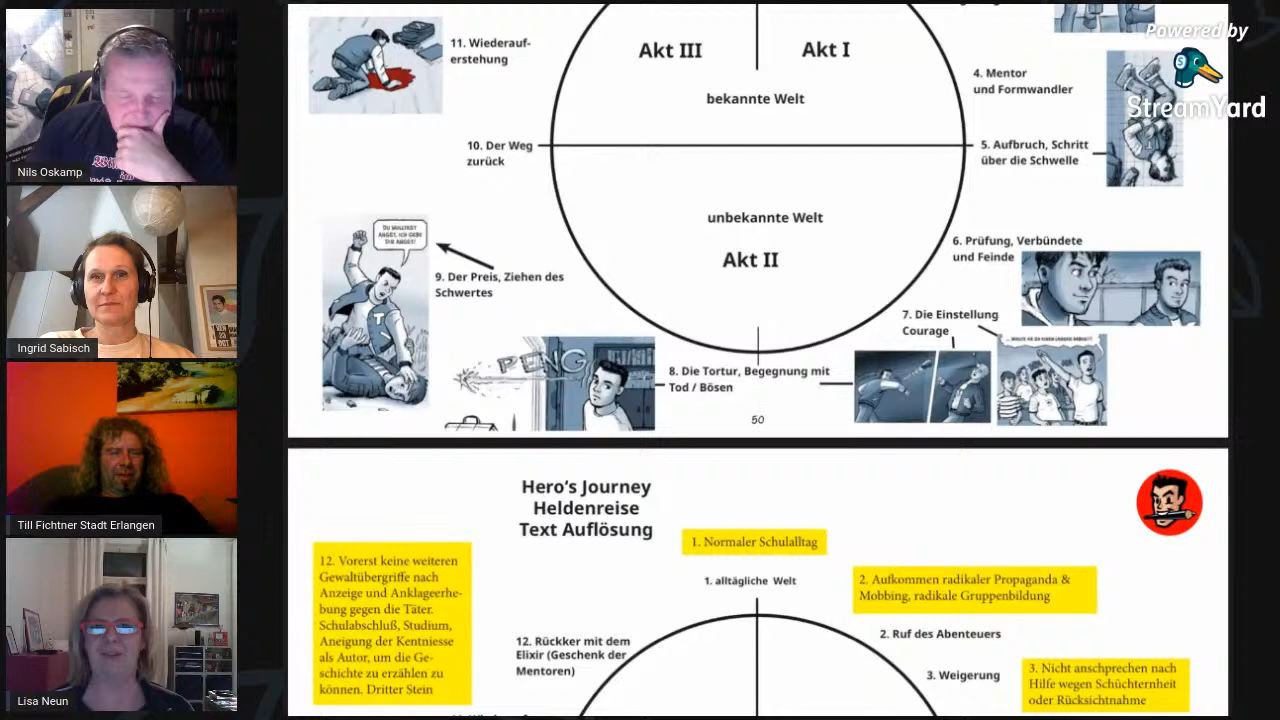 Nils Oskamp
Ingrid Sabisch
Till Fichtner Stadt Erlangen
Lisa Neun
Powered by
StreamYard
11. Wiederauf-
erstehung
Akt III
Akt I
bekannte Welt
4. Mentor
und Formwandler
10. Der Weg
zurück
5. Aufbruch, Schritt
über die Schwelle
unbekannte Welt
Akt II
6. Prüfung, Verbündete
und Feinde
9. Der Preis, Ziehen des
Schwertes
7. Die Einstellung
Courage
PENG
8. Die Tortur, Begegnung mit
Tod / Bösen
50
Hero's Journey
Heldenreise
Text Auflösung
1. Normaler Schulalltag
1. alltägliche Welt
2. Aufkommen radikaler Propaganda &
Mobbing, radikale Gruppenbildung
2. Ruf des Abenteuers
3. Weigerung
3. Nicht anschprechen nach
Hilfe wegen Schüchternheit
oder Rücksichtnahme
12. Vorerst keine weiteren
Gewaltübergriffe nach
Anzeige und Anklageerhe-
bung gegen die Täter.
Schulabschluß, Studium,
Aneigung der Kentniesse
als Autor, um die Ge-
schichte zu erzählen zu
können. Dritter Stein
12. Rückker mit dem
Elixir (Geschenk der
Mentoren)